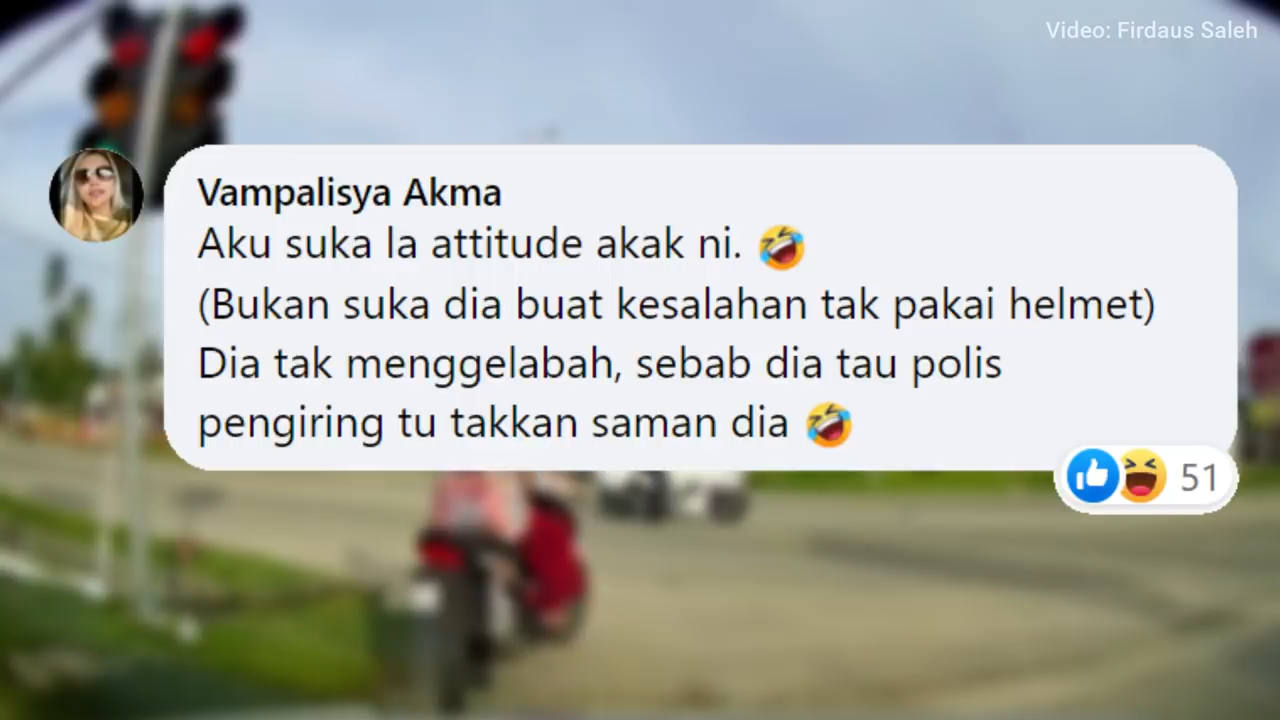 Video: Firdaus Saleh
Vampalisya Akma
Aku suka la attitude akak ni. 🤣
(Bukan suka dia buat kesalahan tak pakai helmet)
Dia tak menggelabah, sebab dia tau polis
pengiring tu takkan saman dia 🤣
51